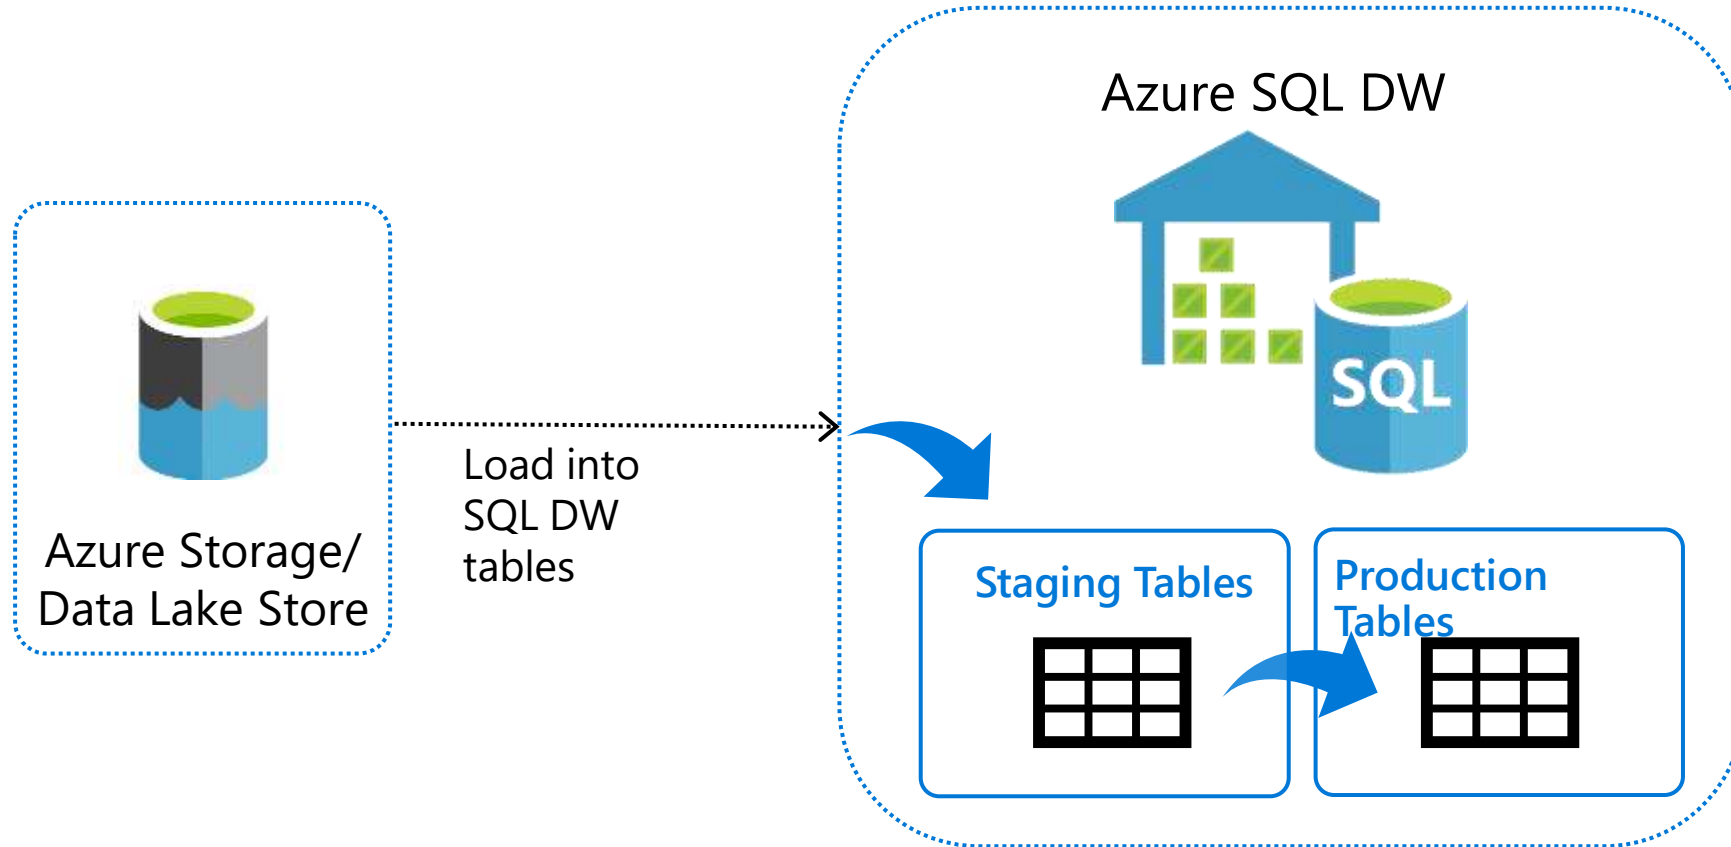 Azure SQL DW
SQL
Azure Storage/
Data Lake Store
Load into
SQL DW
tables
Staging Tables
Production
Tables